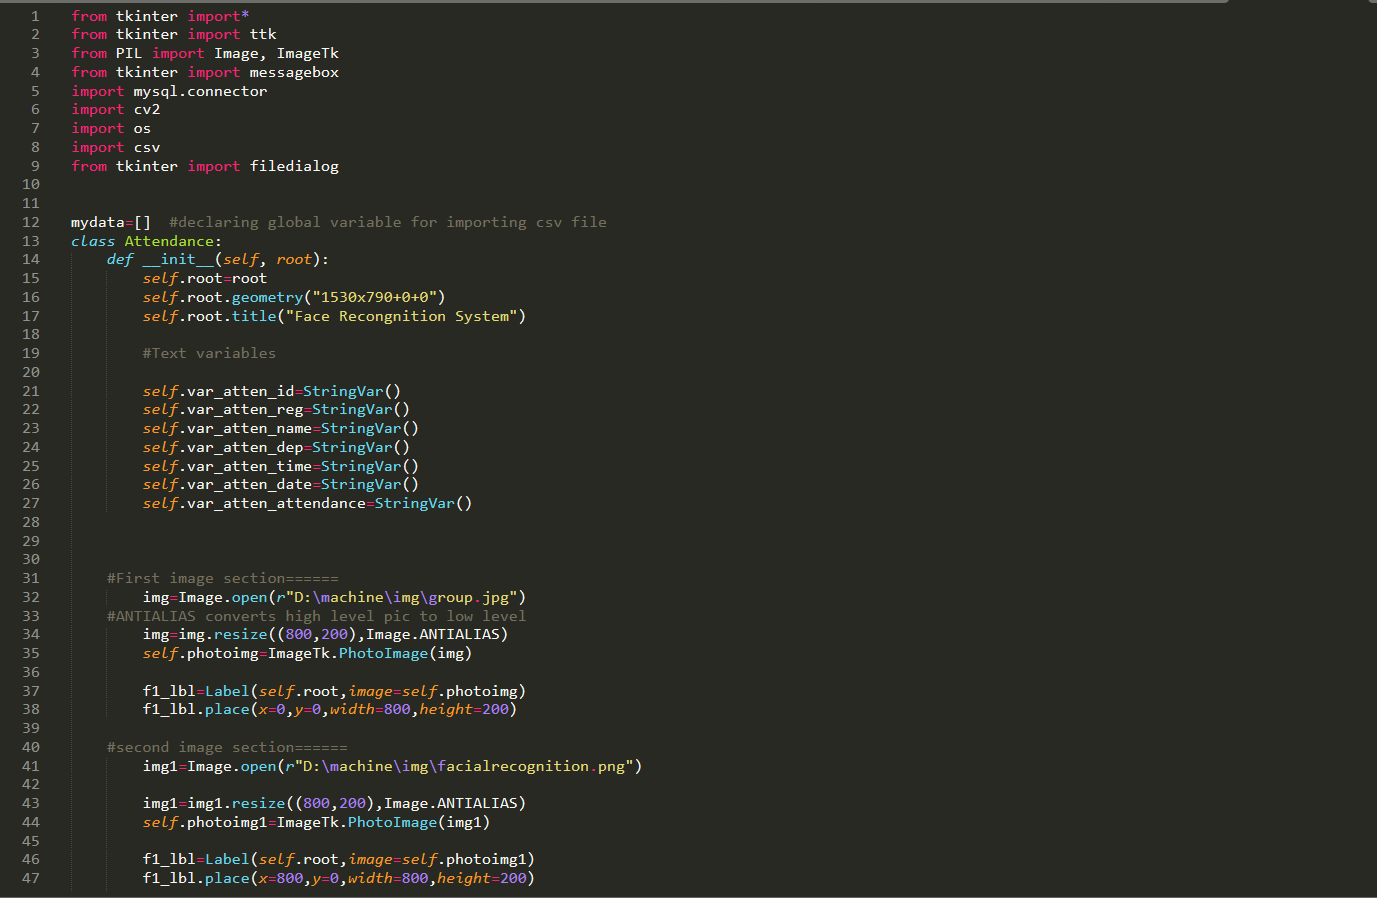 1 from tkinter import*
2 from tkinter import ttk
3 from PIL import Image, ImageTk
4 from tkinter import messagebox
5 import mysql.connector
6 import cv2
7 import os
8 import csv
9 from tkinter import filedialog
10
11
12 mydata=[]  #declaring global variable for importing csv file
13 class Attendance:
14     def __init__(self, root):
15         self.root=root
16         self.root.geometry("1530x790+0+0")
17         self.root.title("Face Recongnition System")
18
19         #Text variables
20
21         self.var_atten_id=StringVar()
22         self.var_atten_reg=StringVar()
23         self.var_atten_name=StringVar()
24         self.var_atten_dep=StringVar()
25         self.var_atten_time=StringVar()
26         self.var_atten_date=StringVar()
27         self.var_atten_attendance=StringVar()
28
29
30
31     #First image section======
32         img=Image.open(r"D:\machine\img\group.jpg")
33     #ANTIALIAS converts high level pic to low level
34         img=img.resize((800,200),Image.ANTIALIAS)
35         self.photoimg=ImageTk.PhotoImage(img)
36
37         f1_lbl=Label(self.root,image=self.photoimg)
38         f1_lbl.place(x=0,y=0,width=800,height=200)
39
40     #second image section======
41         img1=Image.open(r"D:\machine\img\facialrecognition.png")
42
43         img1=img1.resize((800,200),Image.ANTIALIAS)
44         self.photoimg1=ImageTk.PhotoImage(img1)
45
46         f1_lbl=Label(self.root,image=self.photoimg1)
47         f1_lbl.place(x=800,y=0,width=800,height=200)